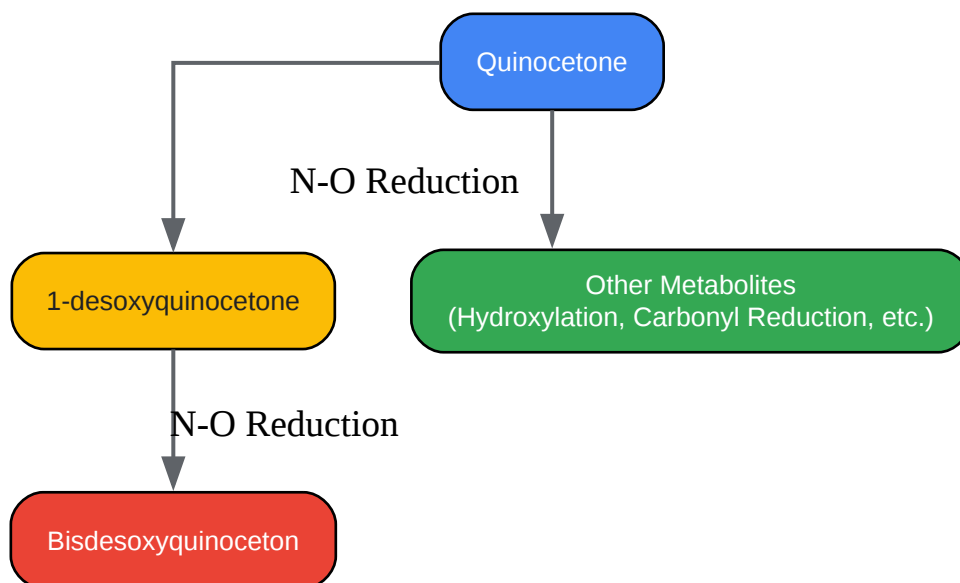 Quinocetone
N-O Reduction
1-desoxyquinocetone
Other Metabolites
(Hydroxylation, Carbonyl Reduction, etc.)
N-O Reduction
Bisdesoxyquinoceton